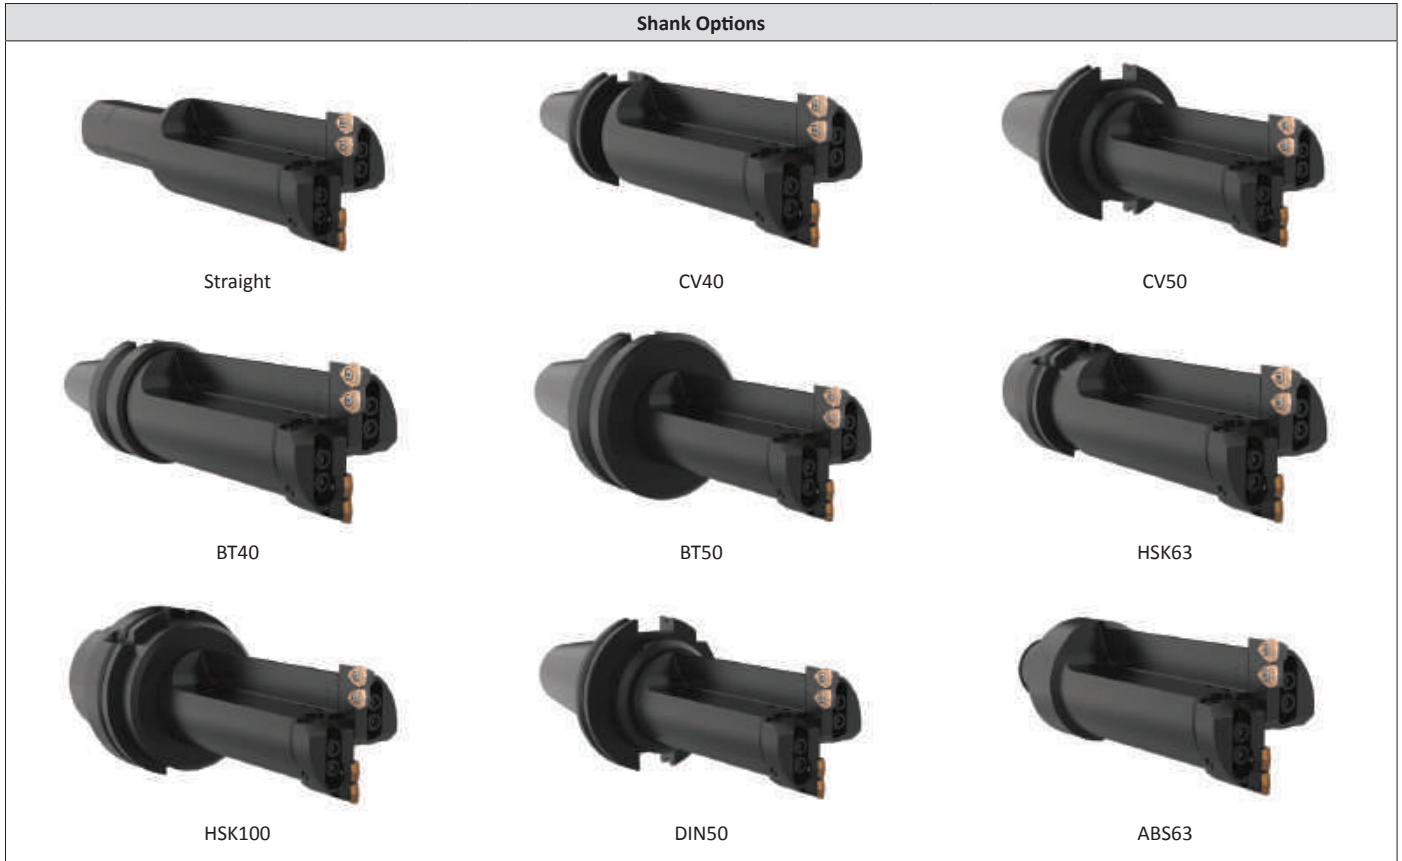 Shank Options
Straight
CV40
CV50
BT40
BT50
HSK63
HSK100
DIN50
ABS63